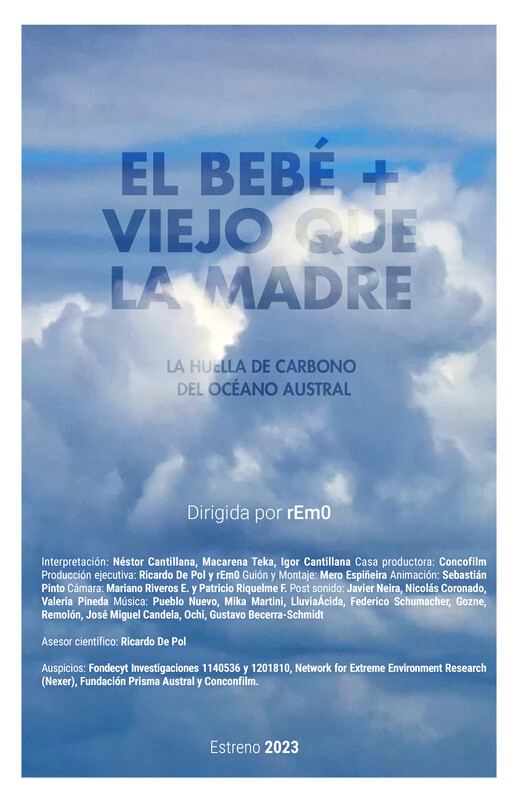 EL BEBÉ +
VIEJO QUE
LA MADRE
LA HUELLA DE CARBONO
DEL OCÉANO AUSTRAL
Dirigida por rEm0
Interpretación: Néstor Cantillana, Macarena Teka, Igor Cantillana Casa productora: Concofilm
Producción ejecutiva: Ricardo De Pol y rEm0 Guión y Montaje: Mero Espiñeira Animación: Sebastián
Pinto Cámara: Mariano Riveros E. y Patricio Riquelme F. Post sonido: Javier Neira, Nicolás Coronado,
Valeria Pineda Música: Pueblo Nuevo, Mika Martini, LluviaÁcida, Federico Schumacher, Gozne,
Remolón, José Miguel Candela, Ochi, Gustavo Becerra-Schmidt
Asesor científico: Ricardo De Pol
Auspicios: Fondecyt Investigaciones 1140536 y 1201810, Network for Extreme Environment Research
(Nexer), Fundación Prisma Austral y Conconfilm.
Estreno 2023